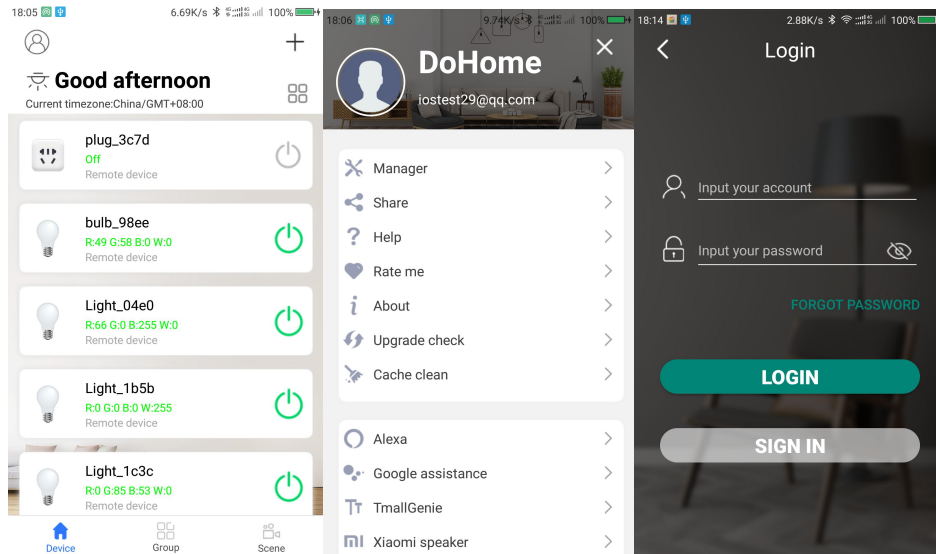 18:05 6.69K/s 4G 4G 100%
Good afternoon
Current timezone:China/GMT+08:00
plug_3c7d
Off
Remote device
bulb_98ee
R:49 G:58 B:0 W:0
Remote device
Light_04e0
R:66 G:0 B:255 W:0
Remote device
Light_1b5b
R:0 G:0 B:0 W:255
Remote device
Light_1c3c
R:0 G:85 B:53 W:0
Remote device
Device Group Scene
18:06 9.74K/s 100%
DoHome
iostest29@qq.com
Manager
Share
Help
Rate me
About
Upgrade check
Cache clean
Alexa
Google assistance
TmallGenie
Xiaomi speaker
18:14 2.88K/s 100%
Login
Input your account
Input your password
FORGOT PASSWORD
LOGIN
SIGN IN